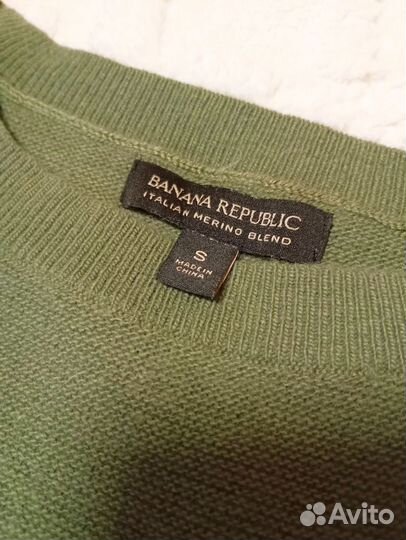 BANANA REPUBLIC
ITALIAN MERINO BLEND
S
MADE IN
CHINA
Avito